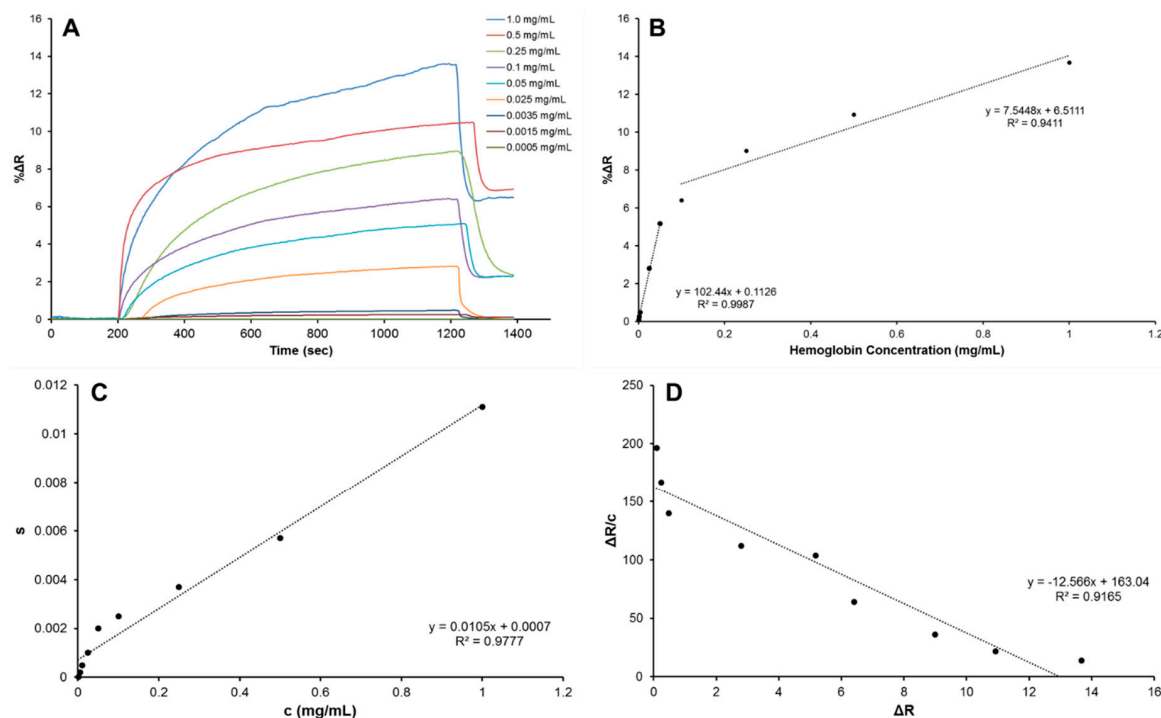 A
16
14
12
10
8
6
4
2
0
%ΔR
0
200
400
600
800
1000
1200
1400
Time (sec)
1.0 mg/mL
0.5 mg/mL
0.25 mg/mL
0.1 mg/mL
0.05 mg/mL
0.025 mg/mL
0.0035 mg/mL
0.0015 mg/mL
0.0005 mg/mL
B
16
14
12
10
8
6
4
2
0
%ΔR
y = 7.5448x + 6.5111
R² = 0.9411
y = 102.44x + 0.1126
R² = 0.9987
0
0.2
0.4
0.6
0.8
1
1.2
Hemoglobin Concentration (mg/mL)
C
0.012
0.01
0.008
0.006
0.004
0.002
0
s
y = 0.0105x + 0.0007
R² = 0.9777
0
0.2
0.4
0.6
0.8
1
1.2
c (mg/mL)
D
250
200
150
100
50
0
ΔR/c
y = -12.566x + 163.04
R² = 0.9165
0
2
4
6
8
10
12
14
16
ΔR